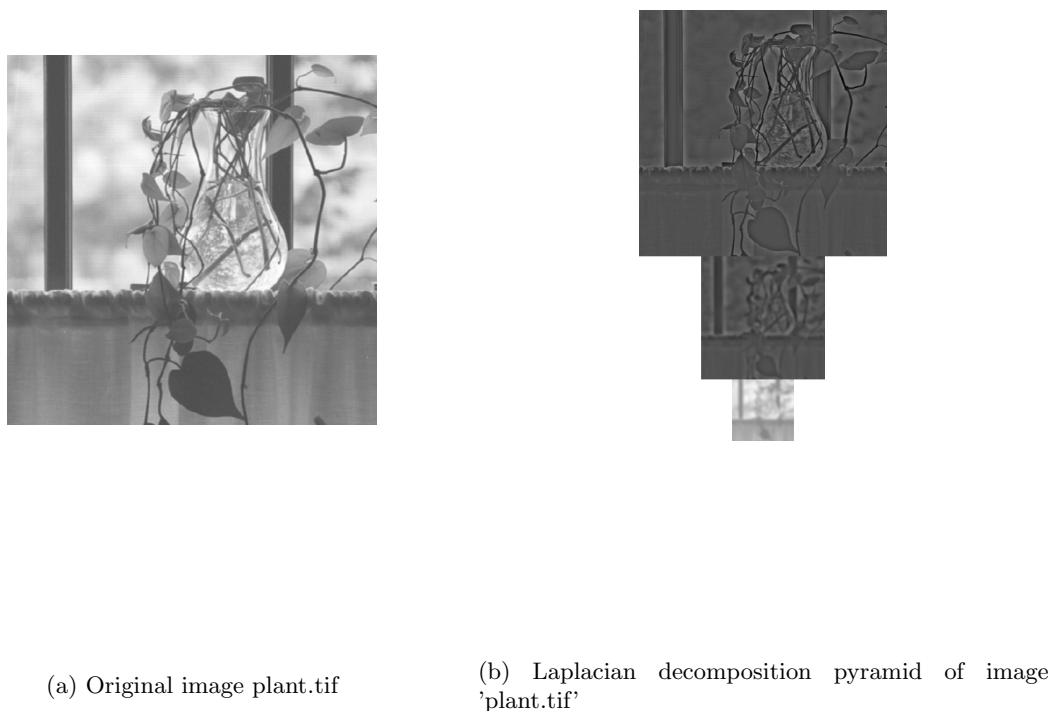 (a) Original image plant.tif
(b) Laplacian decomposition pyramid of image
’plant.tif’